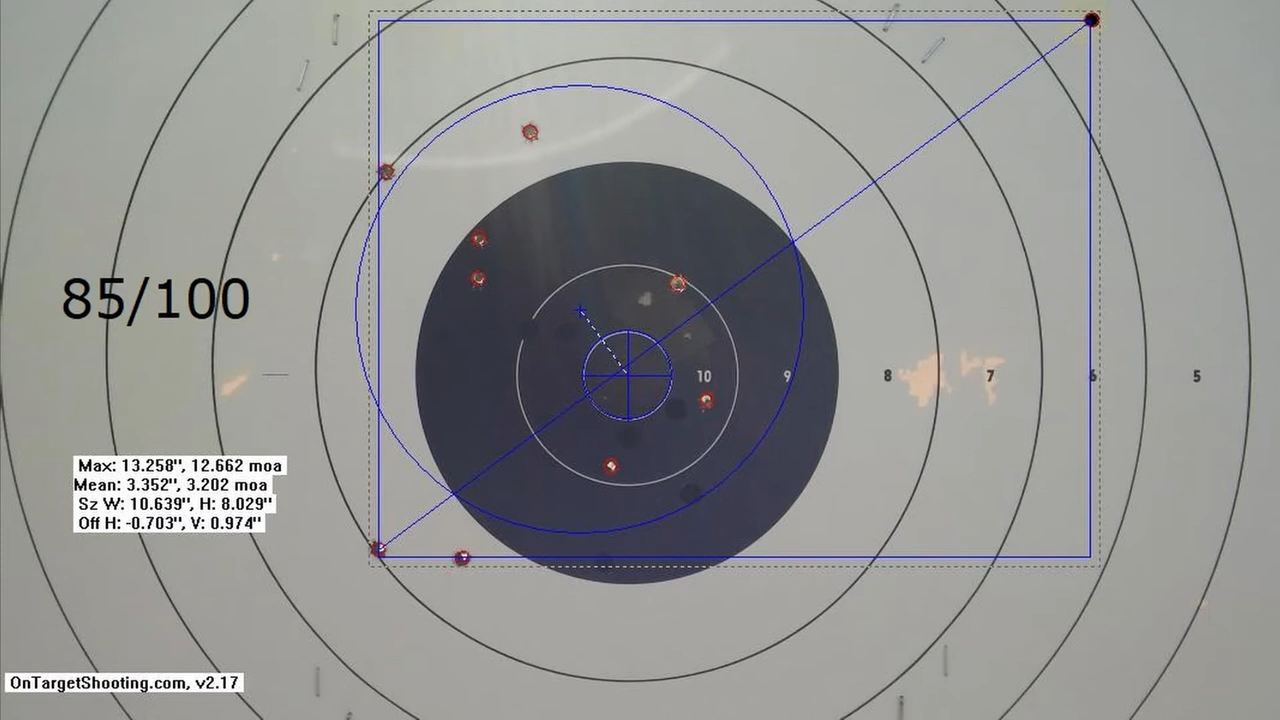 85/100
10 9 8 7 6 5
Max: 13.258", 12.662 moa
Mean: 3.352", 3.202 moa
Sz W: 10.639", H: 8.029"
Off H: -0.703", V: 0.974"
OnTargetShooting.com, v2.17